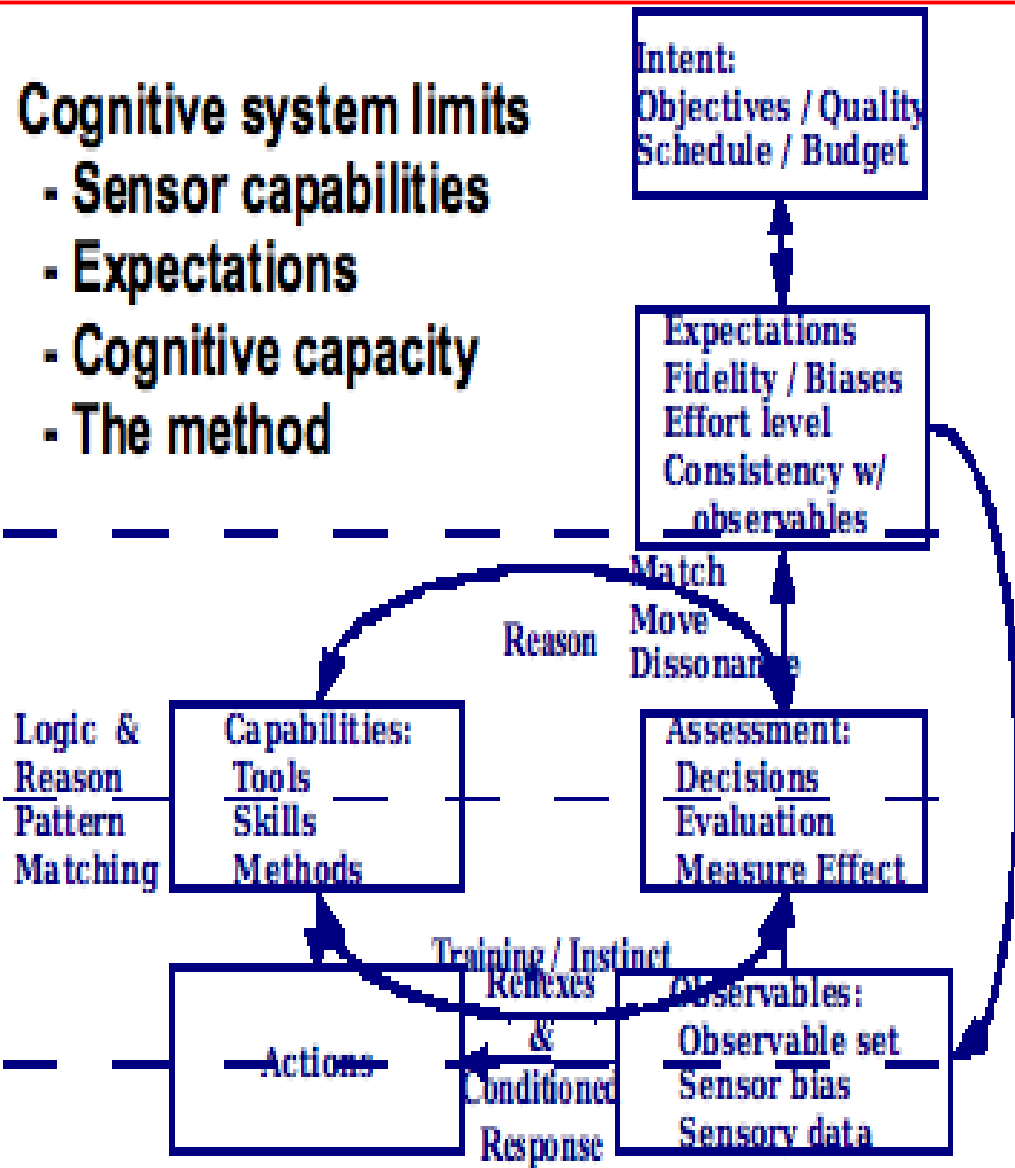 Cognitive system limits
- Sensor capabilities
- Expectations
- Cognitive capacity
- The method
Intent:
Objectives / Quality
Schedule / Budget
Expectations
Fidelity / Biases
Effort level
Consistency w/
observables
Match
Move
Dissonance
Reason
Logic &
Reason
Pattern
Matching
Capabilities:
Tools
Skills
Methods
Assessment:
Decisions
Evaluation
Measure Effect
Training / Instinct
Reflexes
&
Conditioned
Response
Actions
Observables:
Observable set
Sensor bias
Sensory data